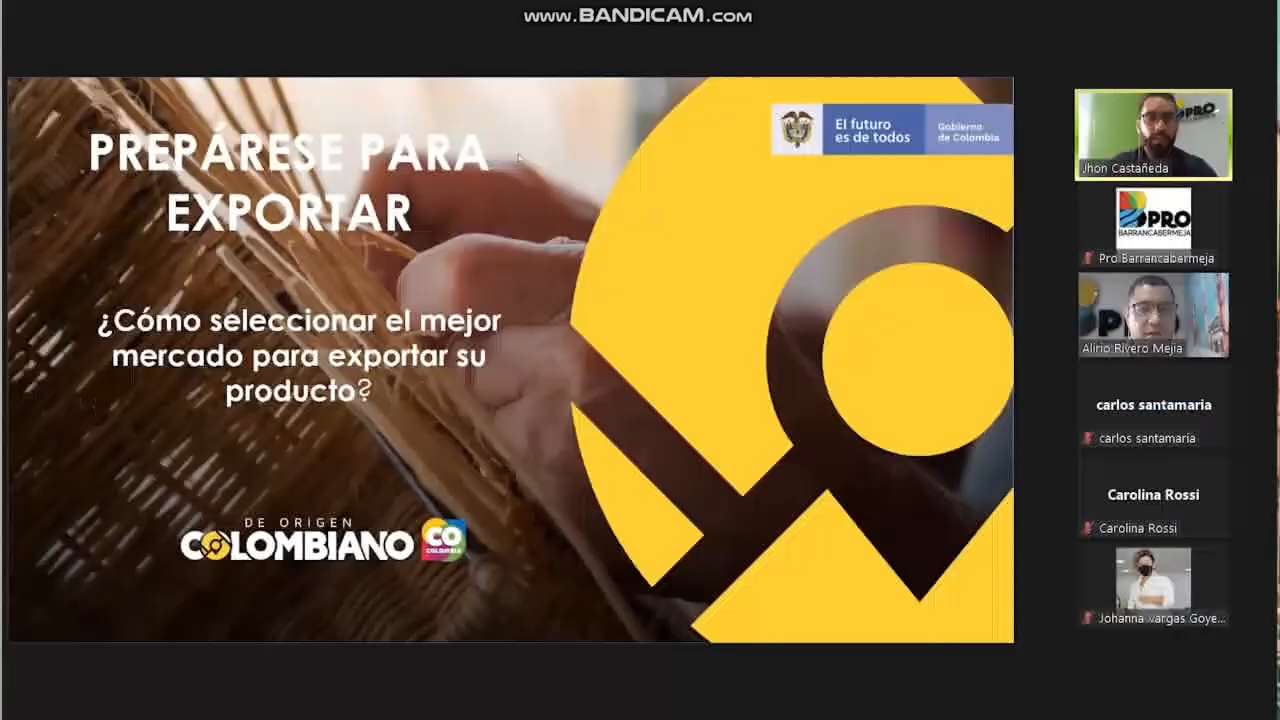 www.BANDICAM.com
PREPÁRESE PARA
EXPORTAR
¿Cómo seleccionar el mejor
mercado para exportar su
producto?
DE ORIGEN
COLOMBIANO
CO
COLOMBIA
El futuro
es de todos
Gobierno
de Colombia
PRO
Jhon Castañeda
PRO
BARRANCABERMEJA
Pro Barrancabermeja
Alirio Rivero Mejia
carlos santamaria
carlos santamaria
Carolina Rossi
Carolina Rossi
Johanna vargas Goye...